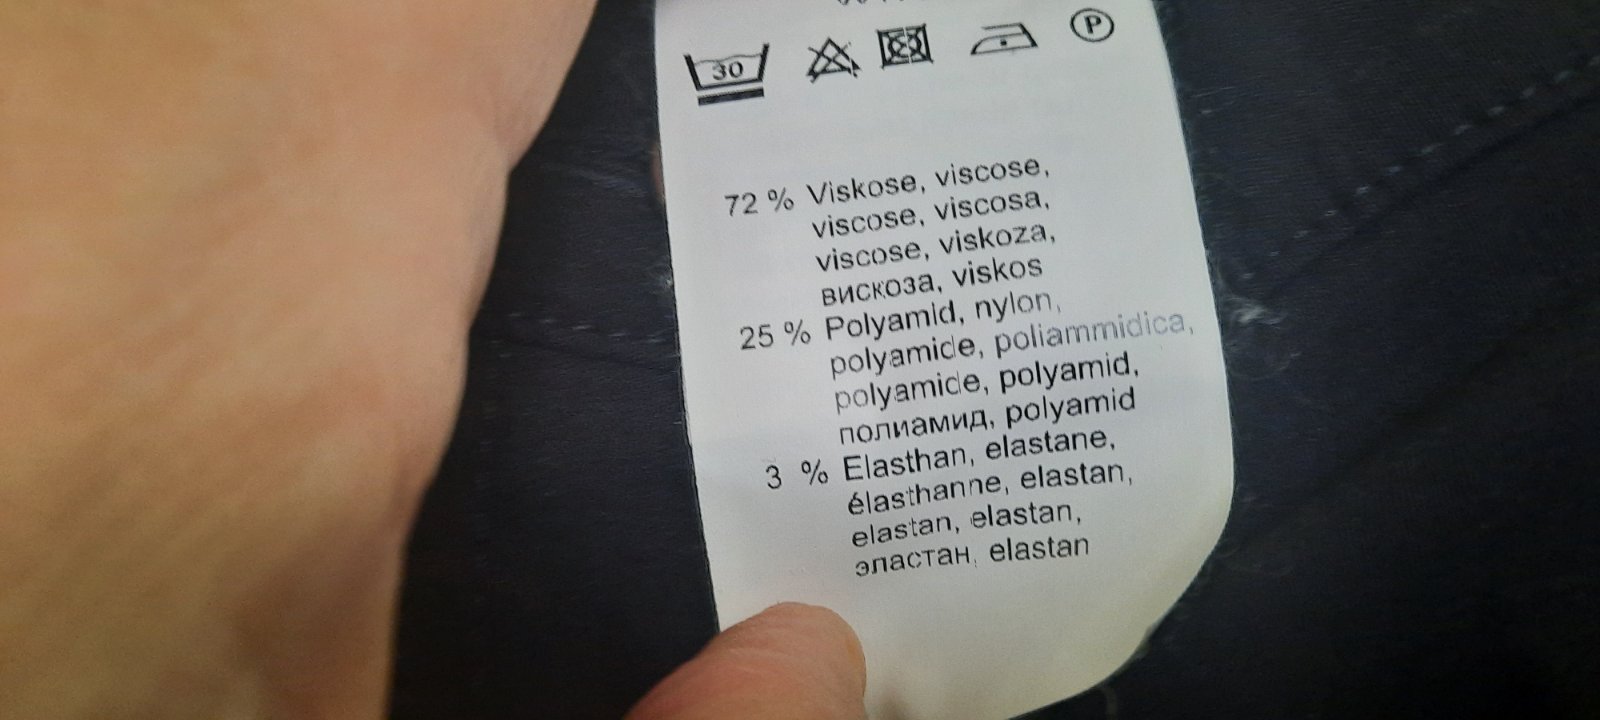 30
P
72 % Viskose, viscose,
viscose, viscosa,
viscose, viskoza,
вискоза, viskos
25 % Polyamid, nylon,
polyamide, poliammidica,
polyamide, polyamid,
полиамид, polyamid
3 % Elasthan, elastane,
élasthanne, elastan,
elastan, elastan,
эластан, elastan